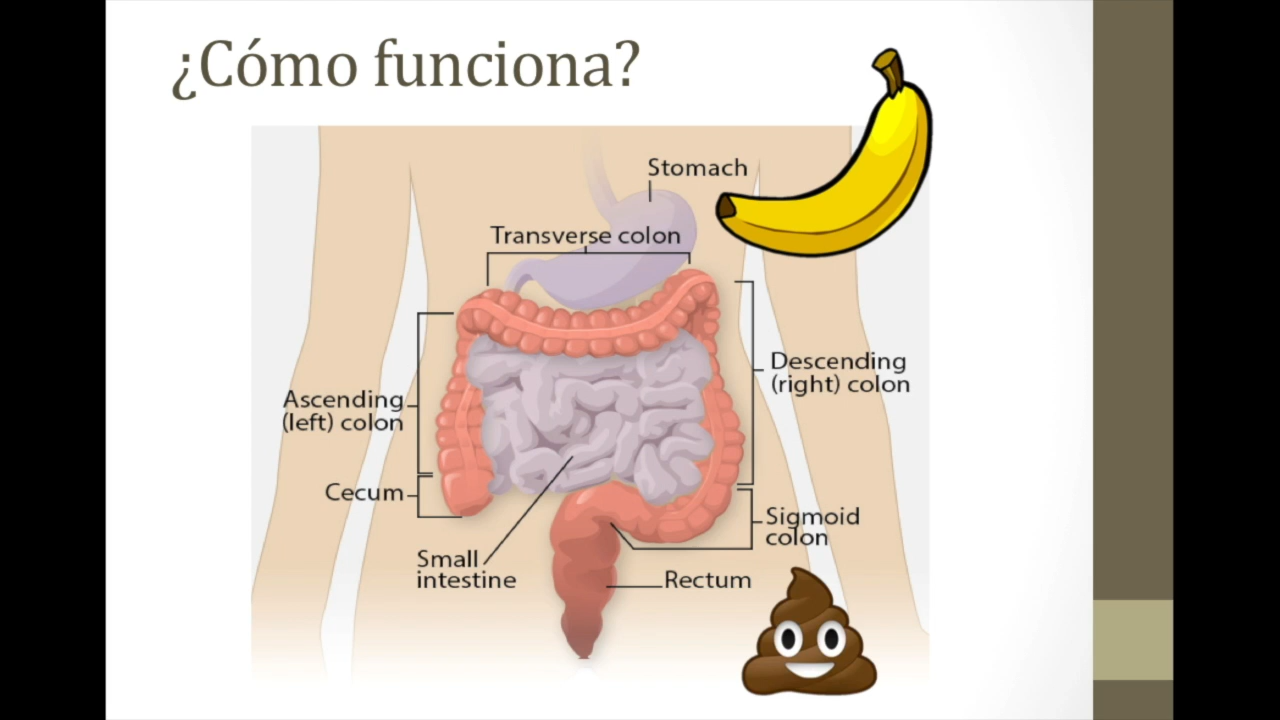 ¿Cómo funciona?
Stomach
Transverse colon
Descending
(right) colon
Ascending
(left) colon
Cecum
Sigmoid
colon
Small
intestine
Rectum